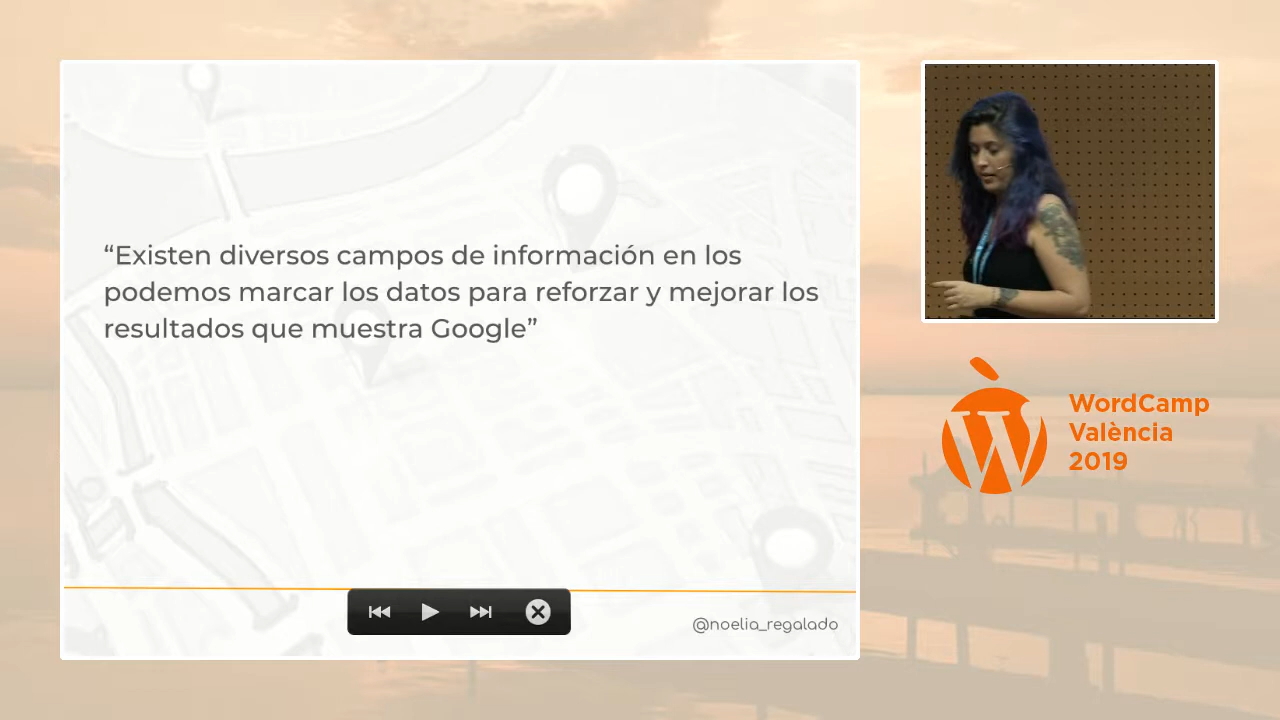 “Existen diversos campos de información en los
podemos marcar los datos para reforzar y mejorar los
resultados que muestra Google”
@noelia_regalado
WordCamp
València
2019